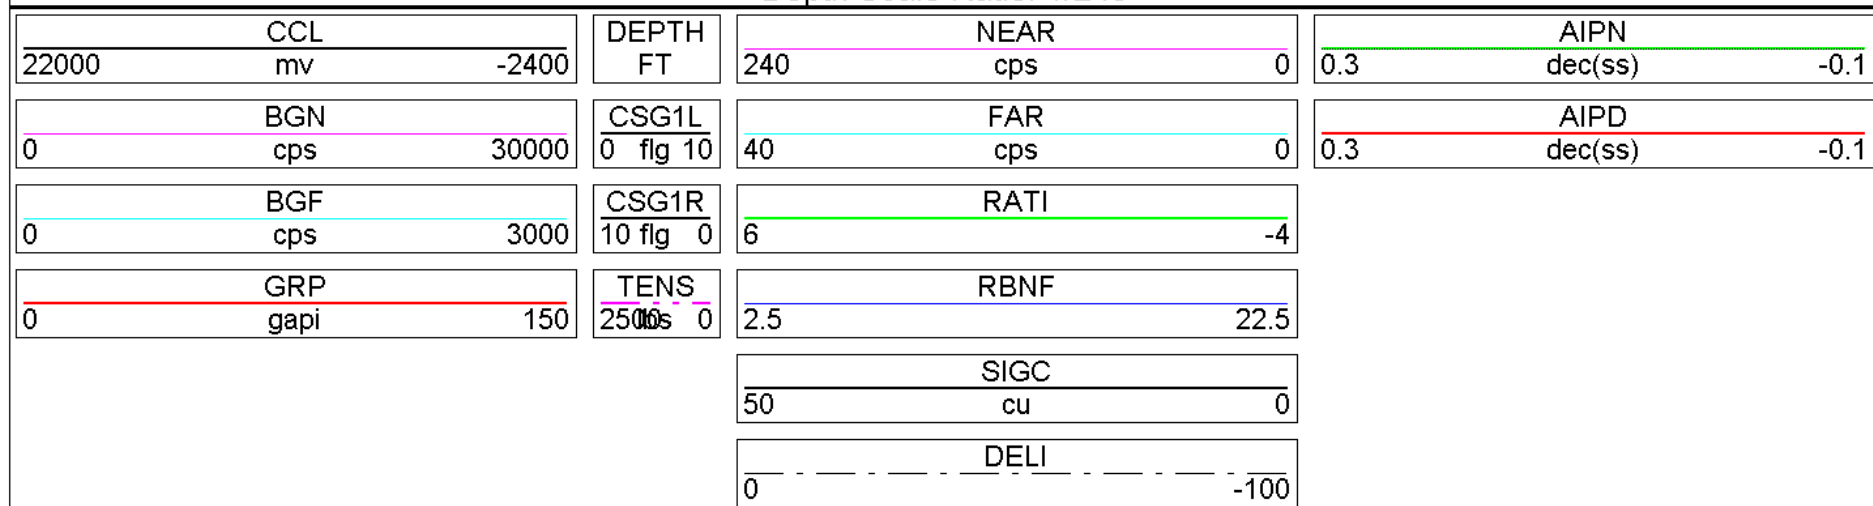 CCL DEPTH NEAR AIPN
22000 mv -2400 FT 240 cps 0 0.3 dec(ss) -0.1
BGN CSG1L FAR AIPD
0 cps 30000 0 flg 10 40 cps 0 0.3 dec(ss) -0.1
BGF CSG1R RATI
0 cps 3000 10 flg 0 6 -4
GRP TENS RBNF
0 gapi 150 2500 lbs 0 2.5 22.5
SIGC
50 cu 0
DELI
0 -100